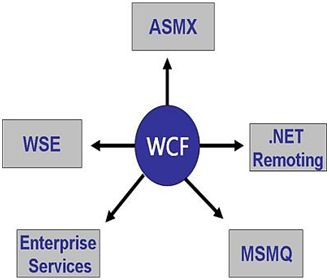 ASMX
WSE
WCF
.NET
Remoting
Enterprise
Services
MSMQ